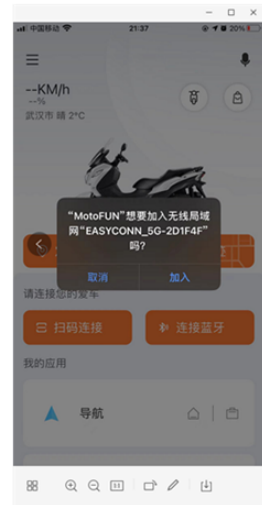 中国移动
21:37
20%
--KM/h
--%
武汉市 晴 2°C
“MotoFUN”想要加入无线局域
网“EASYCONN_5G-2D1F4F”
吗?
取消
加入
请连接您的爱车
扫码连接
连接蓝牙
我的应用
导航
1:1